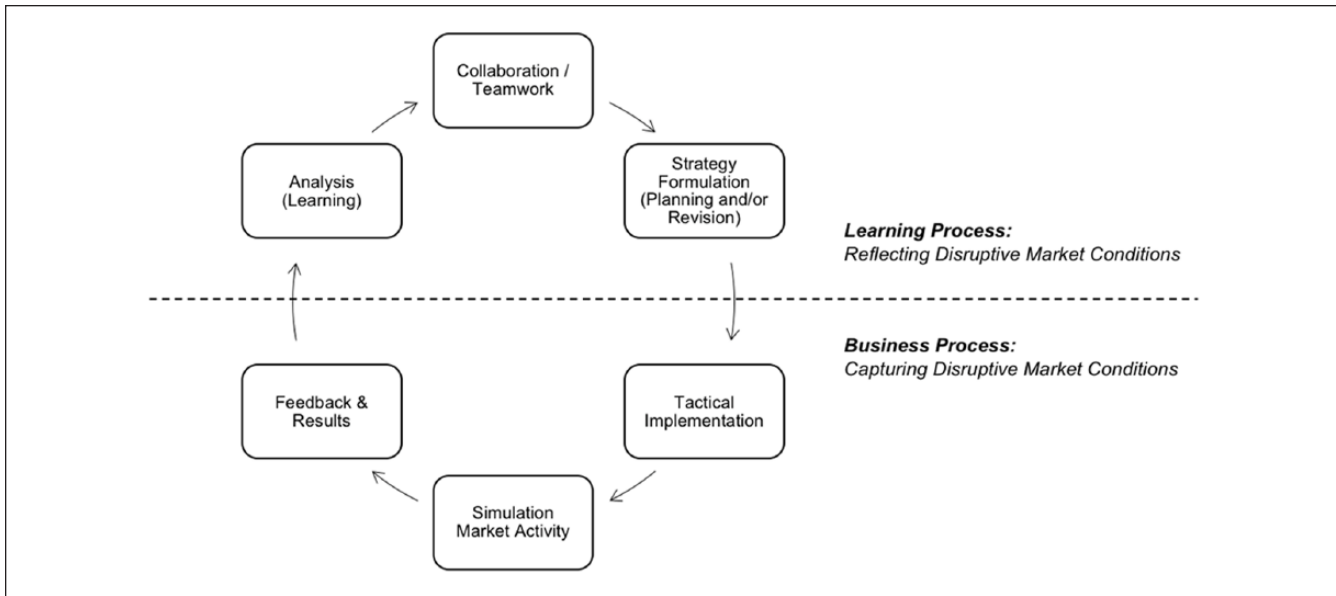 Collaboration /
Teamwork
Analysis
(Learning)
Strategy
Formulation
(Planning and/or
Revision)
Learning Process:
Reflecting Disruptive Market Conditions
Business Process:
Capturing Disruptive Market Conditions
Feedback &
Results
Tactical
Implementation
Simulation
Market Activity